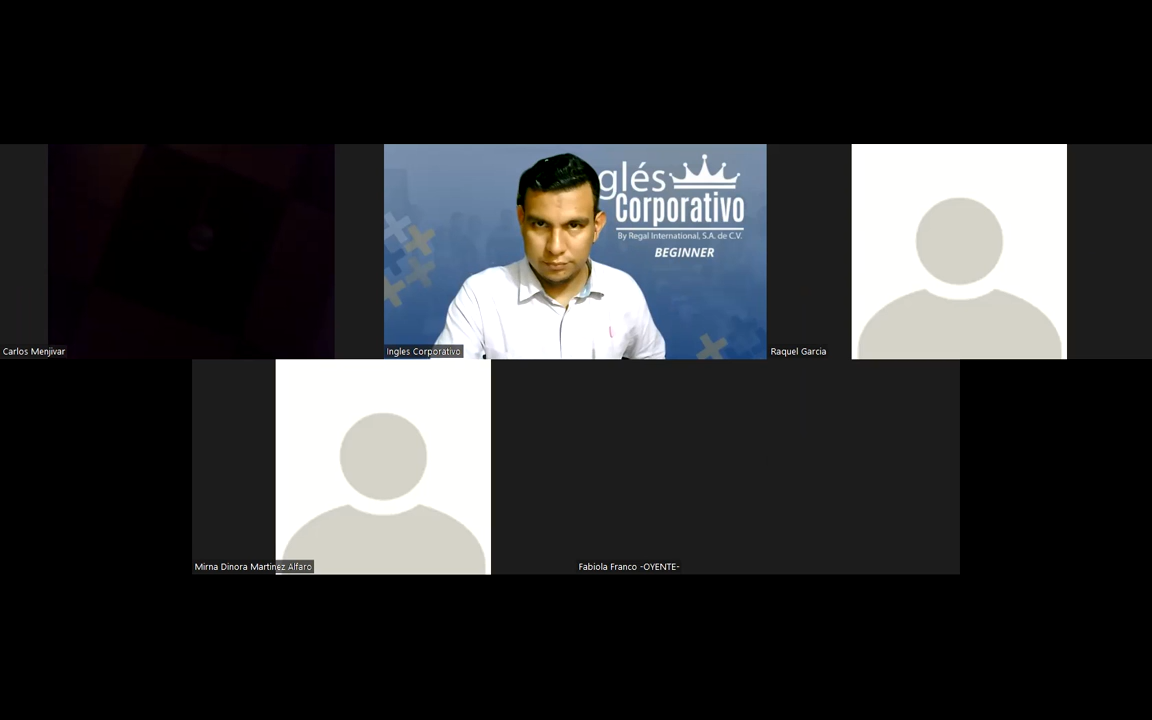 glés
Corporativo
By Regal International, S.A. de C.V.
BEGINNER
Carlos Menjivar
Ingles Corporativo
Raquel Garcia
Mirna Dinora Martinez Alfaro
Fabiola Franco -OYENTE-